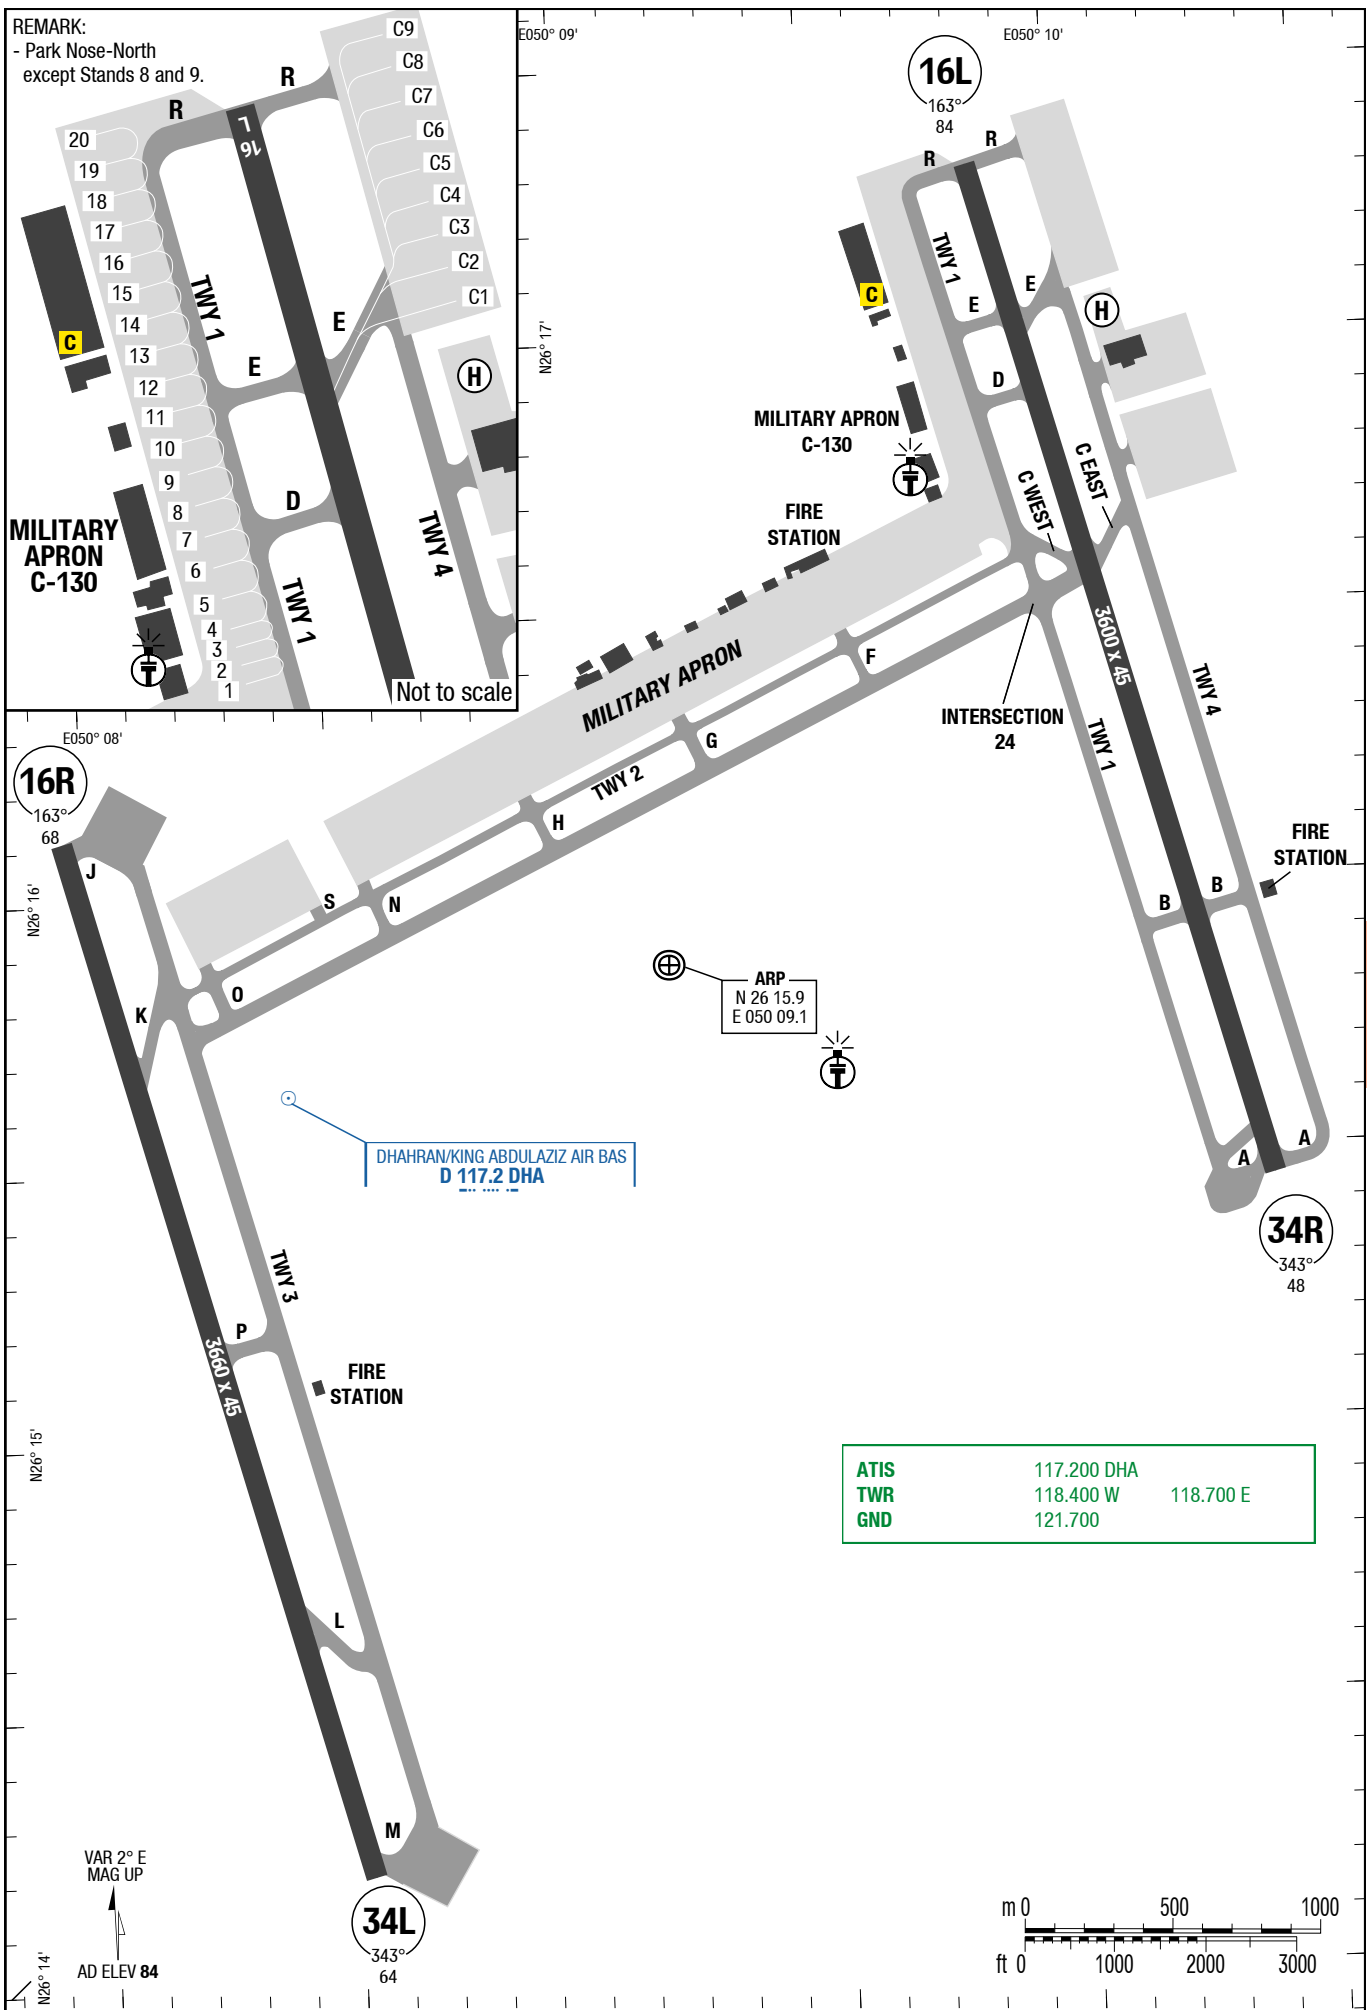 REMARK:
- Park Nose-North
except Stands 8 and 9.
R
R
16 L
20
19
18
17
16
15
14
13
12
11
10
9
8
7
6
5
4
3
2
1
C9
C8
C7
C6
C5
C4
C3
C2
C1
C
TWY 1
E
E
H
D
MILITARY
APRON
C-130
TWY 1
TWY 4
Not to scale
E050° 09'
E050° 10'
N26° 17'
16L
163°
84
R
R
TWY 1
E
E
C
H
D
MILITARY APRON
C-130
C WEST
C EAST
FIRE
STATION
3600 x 45
MILITARY APRON
F
INTERSECTION
24
TWY 4
TWY 1
G
TWY 2
H
E050° 08'
16R
163°
68
J
N26° 16'
S
N
O
K
FIRE
STATION
B
B
ARP
N 26 15.9
E 050 09.1
DHAHRAN/KING ABDULAZIZ AIR BAS
D 117.2 DHA
A
A
34R
343°
48
TWY 3
P
3660 x 45
FIRE
STATION
N26° 15'
ATIS 117.200 DHA
TWR 118.400 W 118.700 E
GND 121.700
L
M
34L
343°
64
VAR 2° E
MAG UP
AD ELEV 84
N26° 14'
m 0 500 1000
ft 0 1000 2000 3000